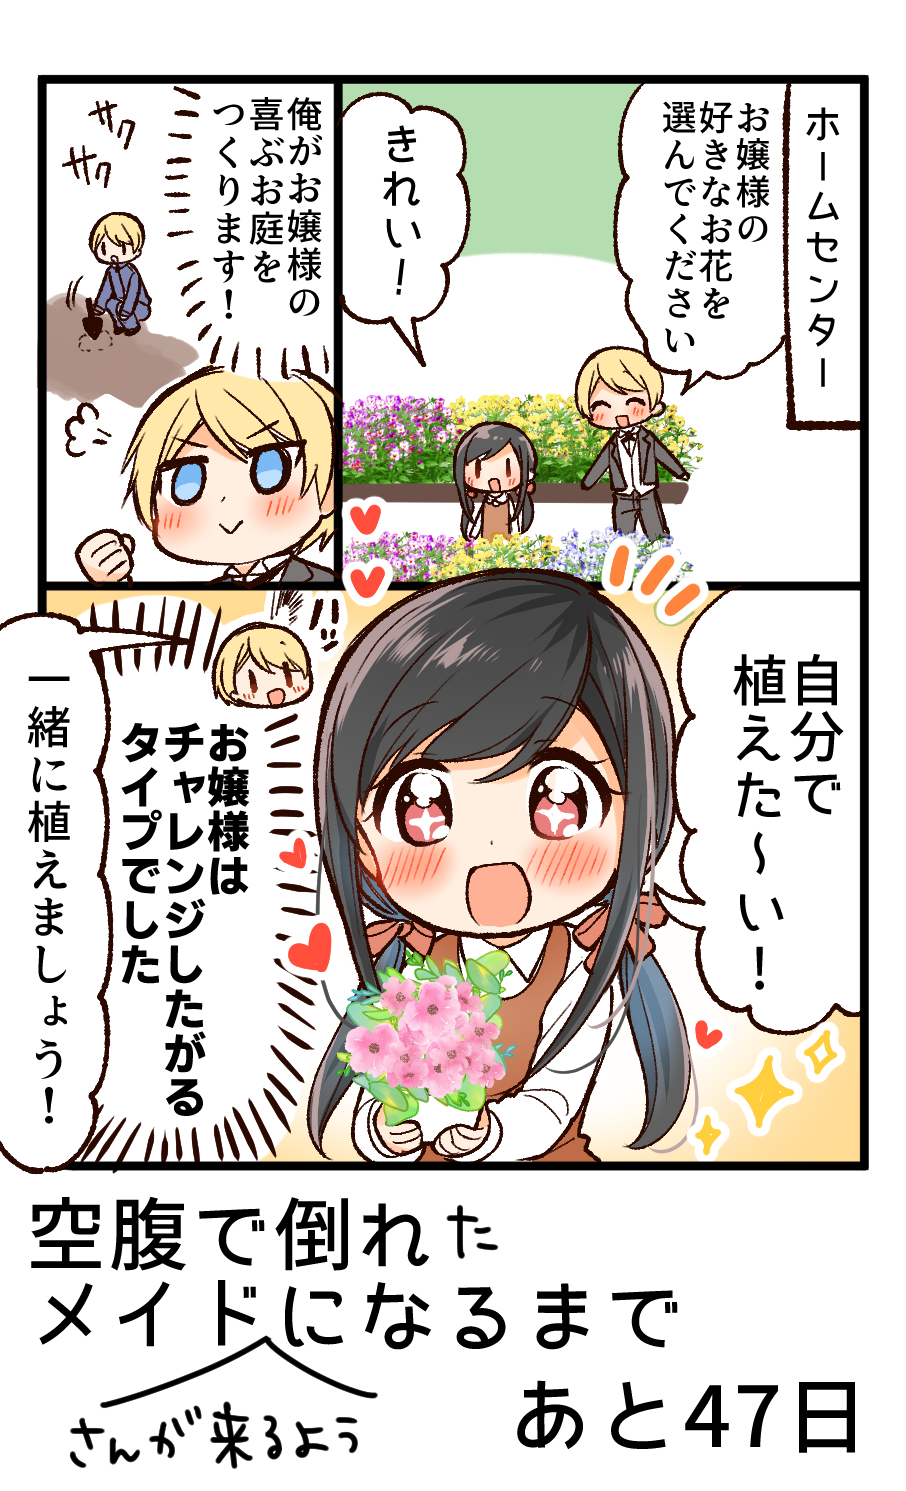 ホームセンター
お嬢様の
好きなお花を
選んでください
きれい！
俺がお嬢様の
喜ぶお庭を
つくります！
ザク
ザク
自分で
植えた～い！
ハッ
お嬢様は
チャレンジしたがる
タイプでした
一緒に植えましょう！
空腹で倒れた
メイドになるまで
さんが来るよう
あと47日